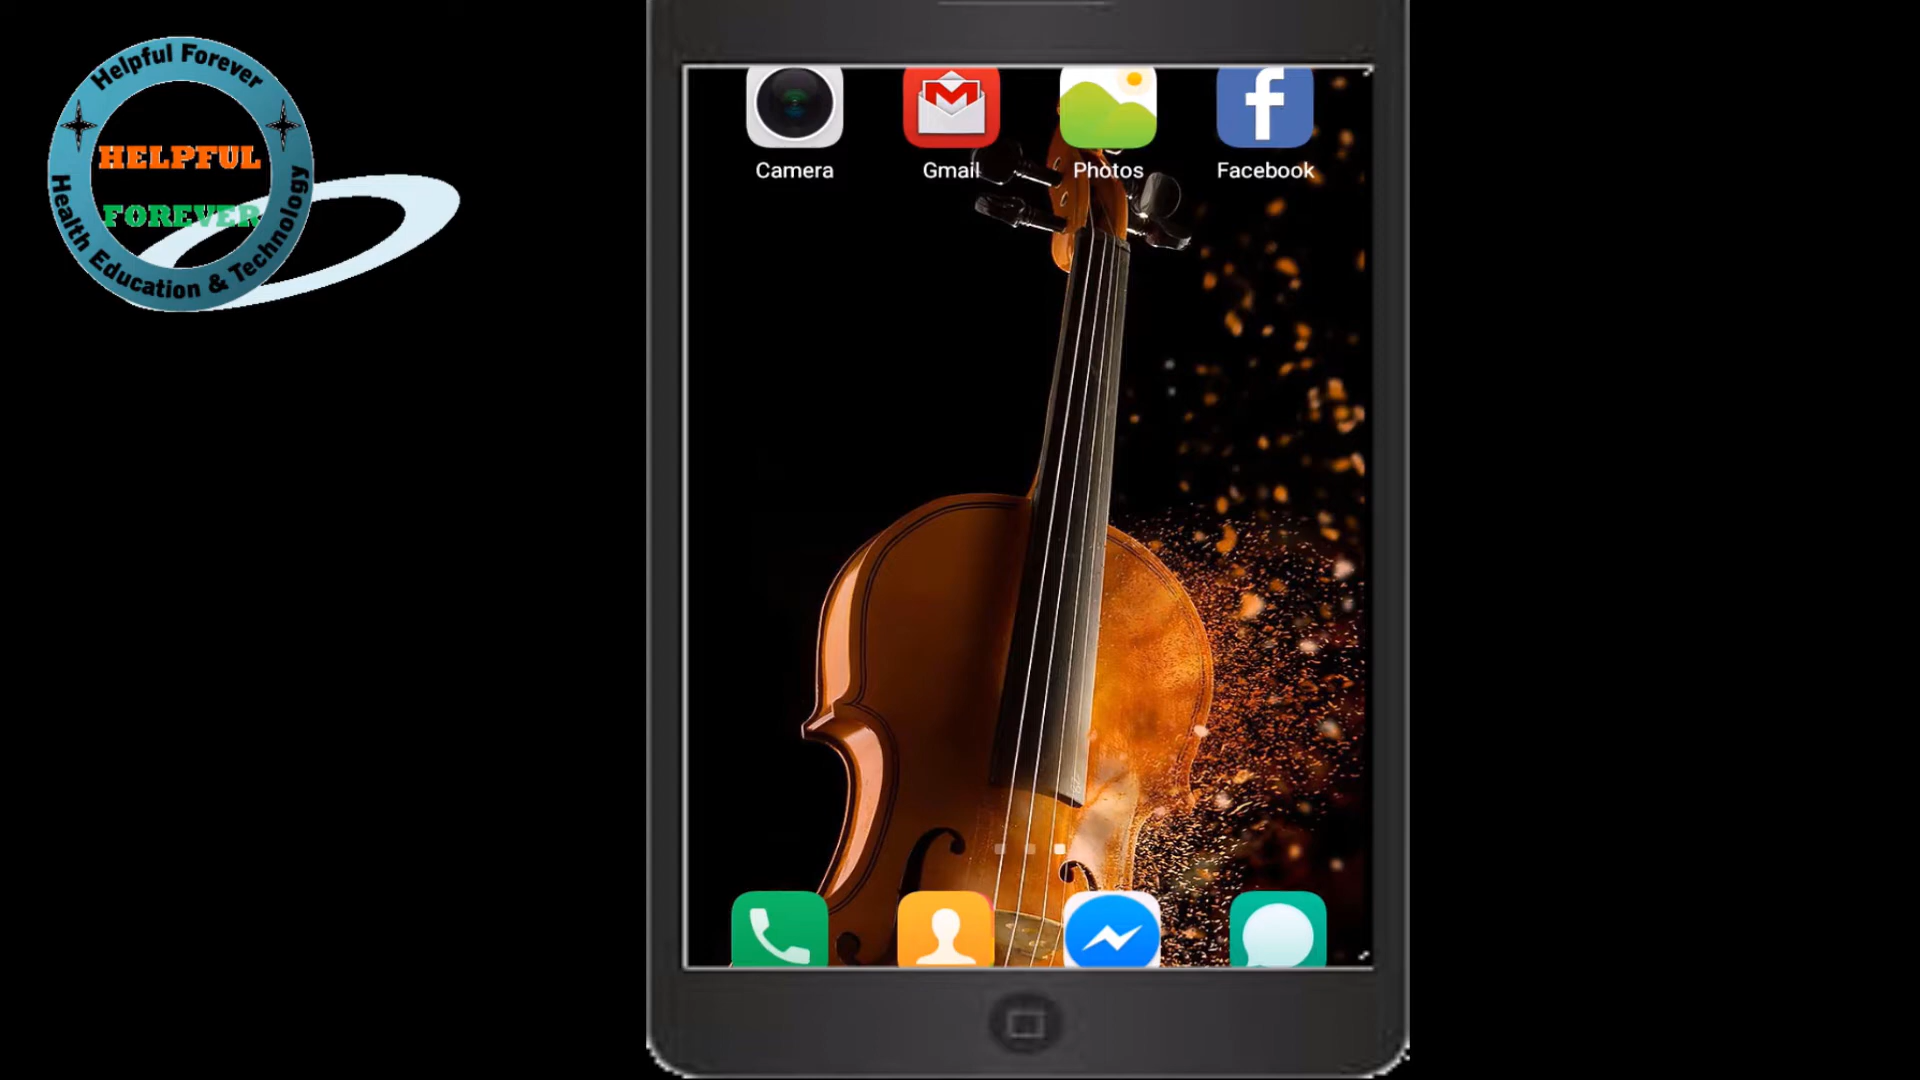 Helpful Forever
HELPFUL
FOREVER
Health Education & Technology
Camera
Gmail
Photos
Facebook